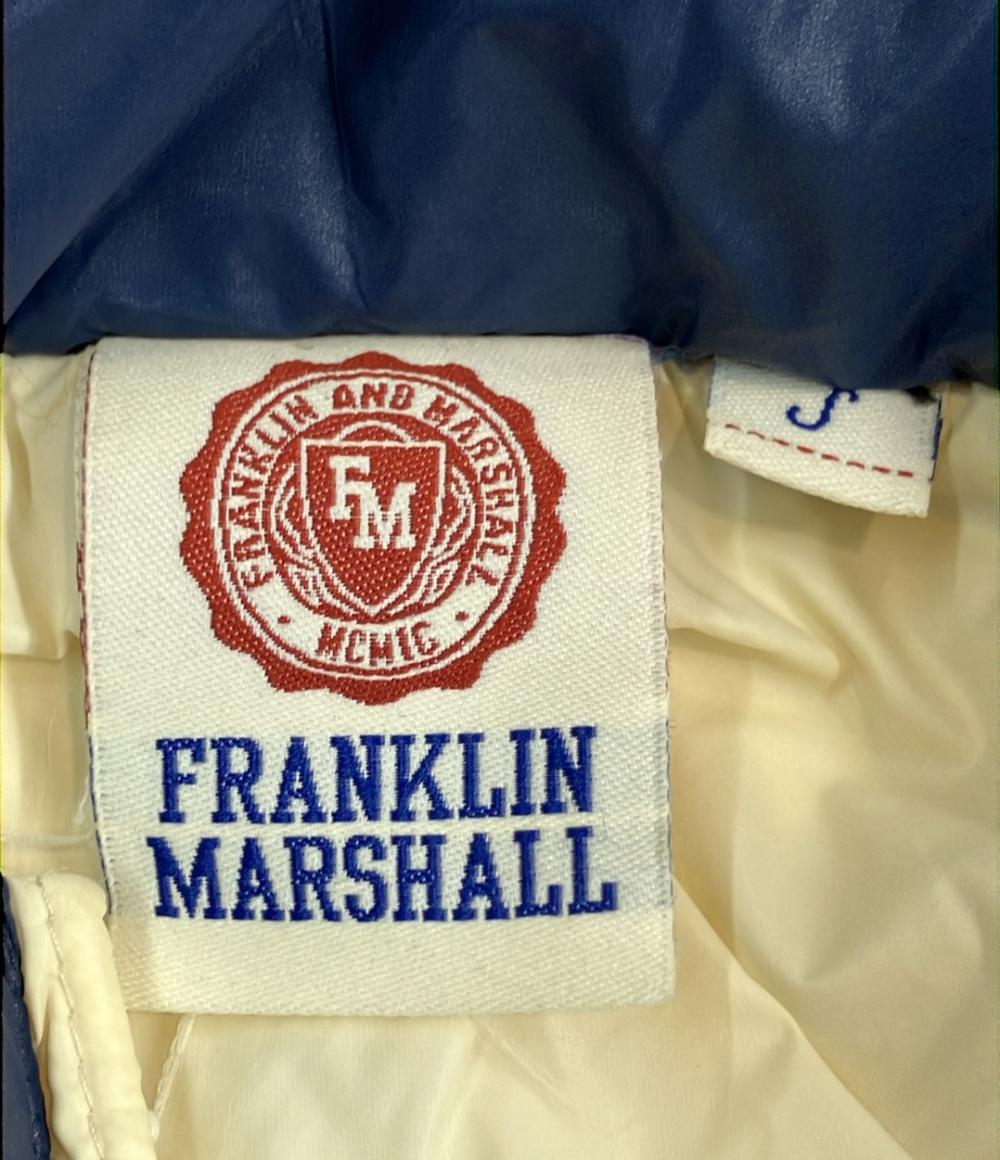 FRANKLIN AND MARSHALL
FM
· MCMIC ·
FRANKLIN
MARSHALL